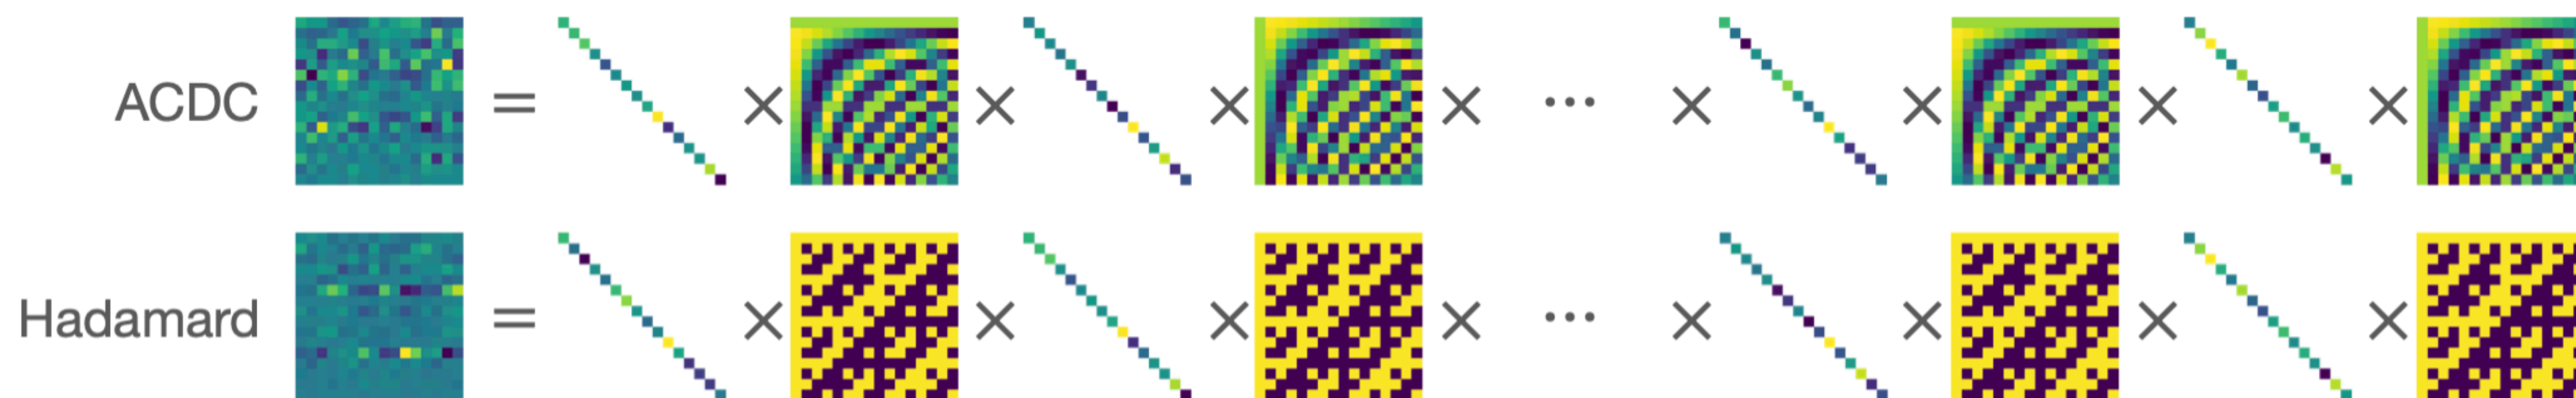 ACDC = × × × × ... × × × ×
Hadamard = × × × × ... × × × ×